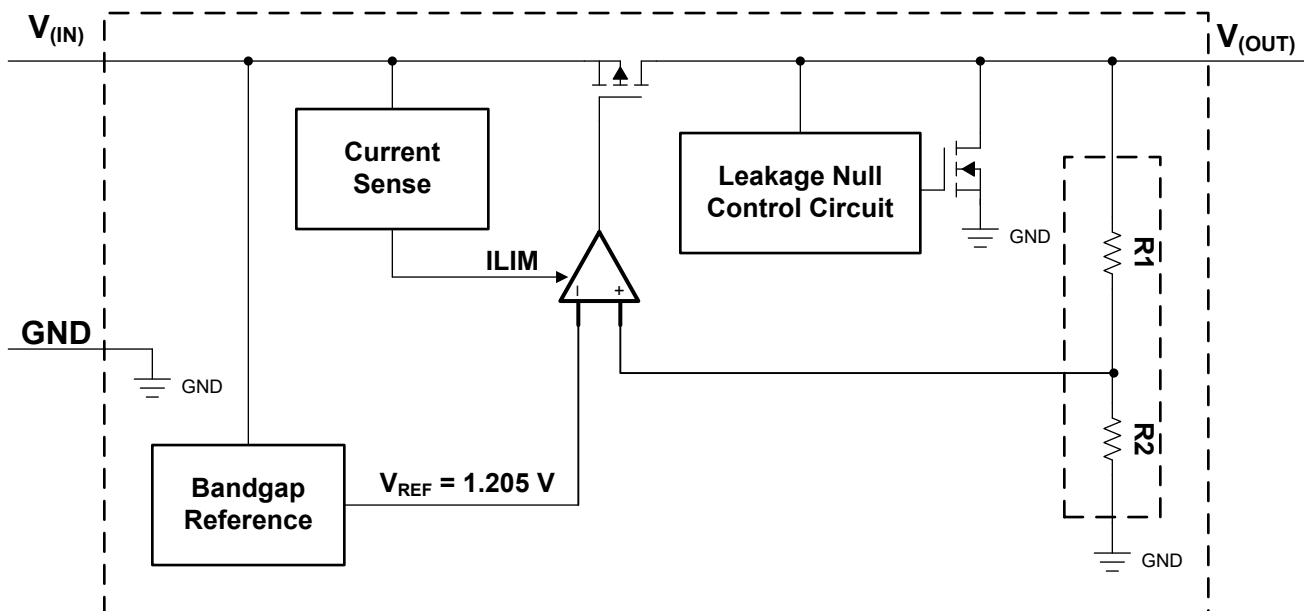 V(IN)
V(OUT)
Current
Sense
Leakage Null
Control Circuit
GND
R1
ILIM
- +
GND
GND
R2
Bandgap
Reference
VREF = 1.205 V
GND